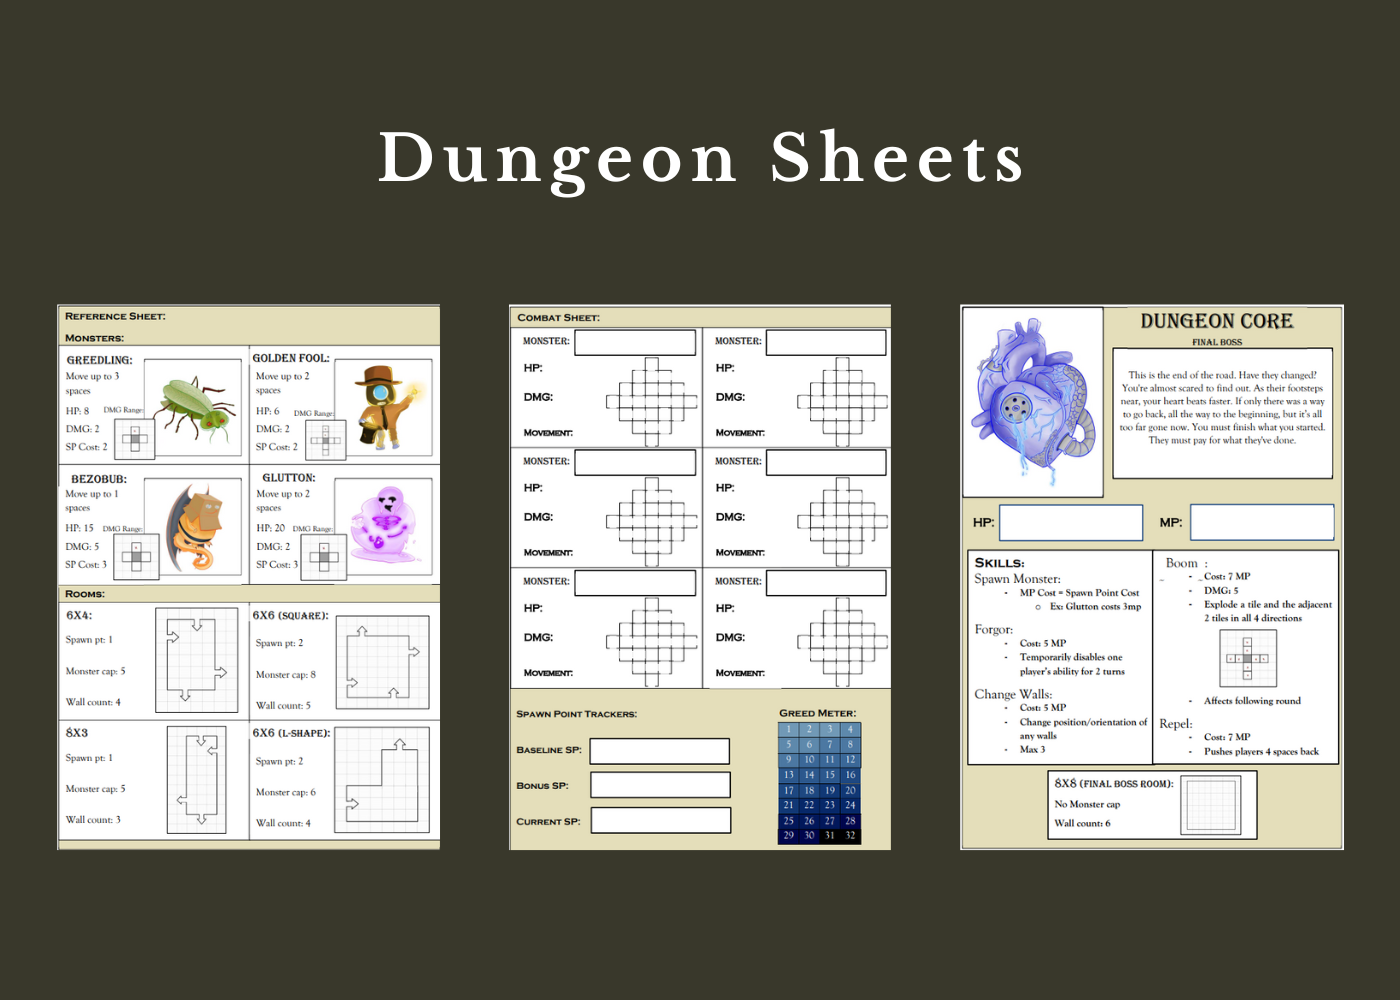 Dungeon Sheets
REFERENCE SHEET:
MONSTERS:
GREEDLING:
Move up to 3
spaces
HP: 8
DMG Range:
DMG: 2
SP Cost: 2
GOLDEN FOOL:
Move up to 2
spaces
HP: 6
DMG Range:
DMG: 2
SP Cost: 2
BEZOBUB:
Move up to 1
spaces
HP: 15
DMG Range:
DMG: 5
SP Cost: 3
GLUTTON:
Move up to 2
spaces
HP: 20
DMG Range:
DMG: 2
SP Cost: 3
ROOMS:
6X4:
Spawn pt: 1
Monster cap: 5
Wall count: 4
6X6 (SQUARE):
Spawn pt: 2
Monster cap: 8
Wall count: 5
8X3
Spawn pt: 1
Monster cap: 5
Wall count: 3
6X6 (L-SHAPE):
Spawn pt: 2
Monster cap: 6
Wall count: 4
COMBAT SHEET:
MONSTER:
HP:
DMG:
MOVEMENT:
MONSTER:
HP:
DMG:
MOVEMENT:
MONSTER:
HP:
DMG:
MOVEMENT:
MONSTER:
HP:
DMG:
MOVEMENT:
MONSTER:
HP:
DMG:
MOVEMENT:
MONSTER:
HP:
DMG:
MOVEMENT:
SPAWN POINT TRACKERS:
BASELINE SP:
BONUS SP:
CURRENT SP:
GREED METER:
1 2 3 4
5 6 7 8
9 10 11 12
13 14 15 16
17 18 19 20
21 22 23 24
25 26 27 28
29 30 31 32
DUNGEON CORE
FINAL BOSS
This is the end of the road. Have they changed?
You're almost scared to find out. As their footsteps
near, your heart beats faster. If only there was a way
to go back, all the way to the beginning, but it's all
too far gone now. You must finish what you started.
They must pay for what they've done.
HP:
MP:
SKILLS:
Spawn Monster:
- MP Cost = Spawn Point Cost
o Ex: Glutton costs 3mp
Forgor:
- Cost: 5 MP
- Temporarily disables one
player's ability for 2 turns
Change Walls:
- Cost: 5 MP
- Change position/orientation of
any walls
- Max 3
Boom :
- Cost: 7 MP
- DMG: 5
- Explode a tile and the adjacent
2 tiles in all 4 directions
- Affects following round
Repel:
- Cost: 7 MP
- Pushes players 4 spaces back
8X8 (FINAL BOSS ROOM):
No Monster cap
Wall count: 6